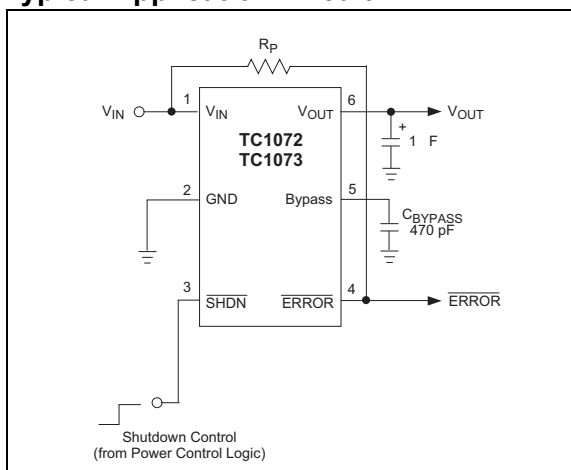 Typical Application Circuit
R_P
V_IN
1
V_IN
V_OUT
6
V_OUT
TC1072
TC1073
+
1 F
2
GND
Bypass
5
C_BYPASS
470 pF
3
SHDN
ERROR
4
ERROR
Shutdown Control
(from Power Control Logic)